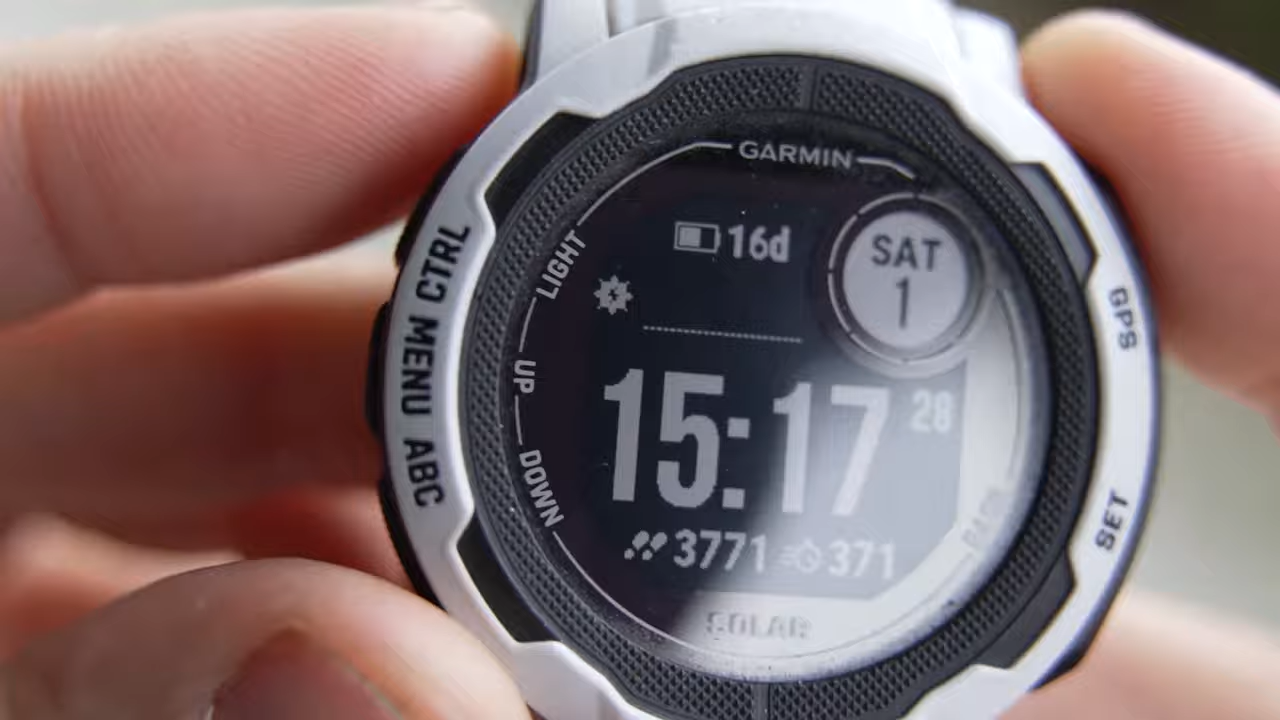 GARMIN
16d
SAT
1
LIGHT
CTRL
MENU
UP
ABC
DOWN
GPS
SET
15:17
28
3771
371
SOLAR